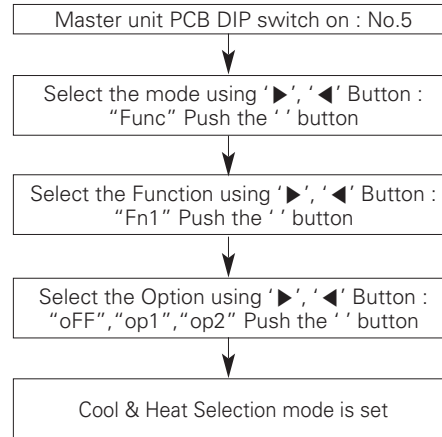 Master unit PCB DIP switch on : No.5
Select the mode using ‘▶’, ‘◀’ Button :
“Func” Push the ‘ ’ button
Select the Function using ‘▶’, ‘◀’ Button :
“Fn1” Push the ‘ ’ button
Select the Option using ‘▶’, ‘◀’ Button :
“oFF”,“op1”,“op2” Push the ‘ ’ button
Cool & Heat Selection mode is set